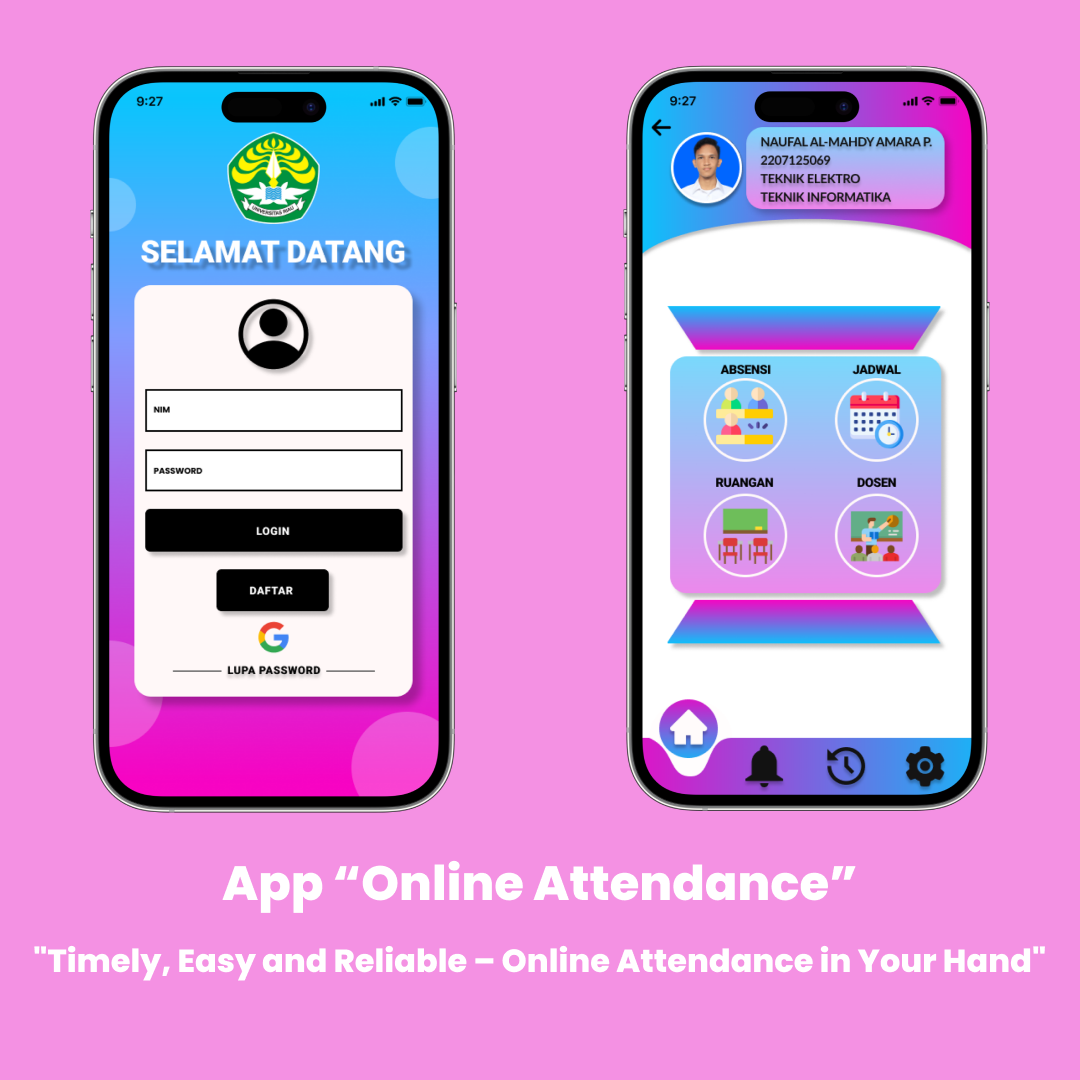 9:27
UNIVERSITAS RIAU
SELAMAT DATANG
NIM
PASSWORD
LOGIN
DAFTAR
LUPA PASSWORD
9:27
NAUFAL AL-MAHDY AMARA P.
2207125069
TEKNIK ELEKTRO
TEKNIK INFORMATIKA
ABSENSI
JADWAL
RUANGAN
DOSEN
App “Online Attendance”
"Timely, Easy and Reliable – Online Attendance in Your Hand"